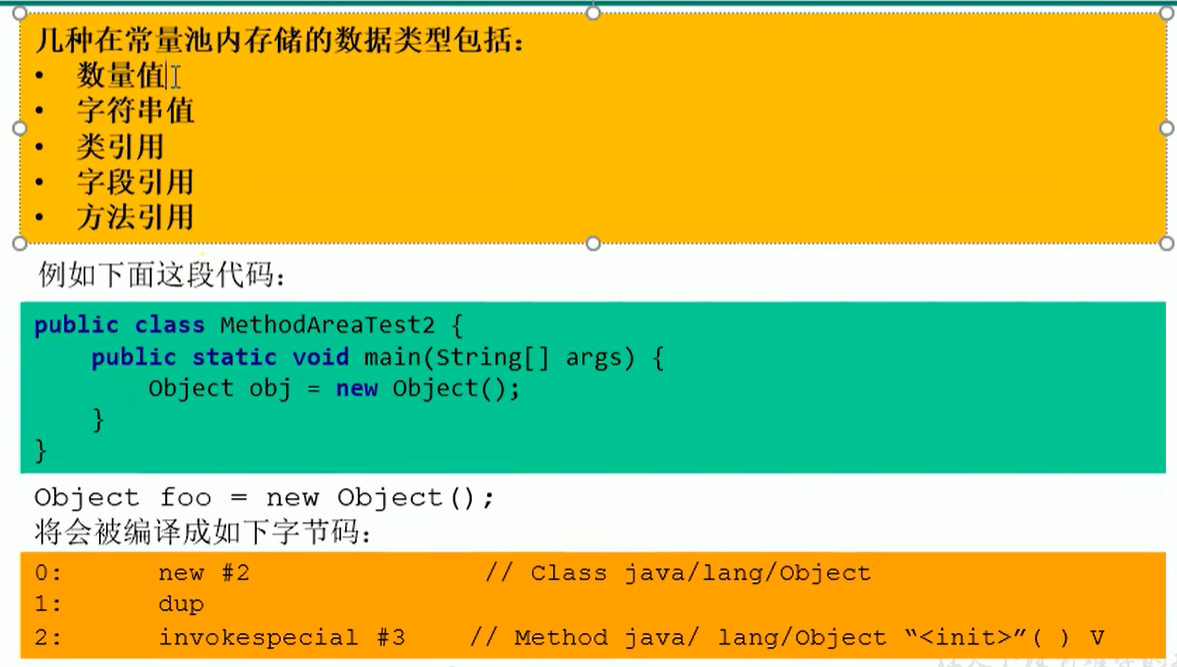 几种在常量池内存储的数据类型包括：
• 数量值
• 字符串值
• 类引用
• 字段引用
• 方法引用
例如下面这段代码：
public class MethodAreaTest2 {
public static void main(String[] args) {
Object obj = new Object();
}
}
Object foo = new Object();
将会被编译成如下字节码：
0: new #2 // Class java/lang/Object
1: dup
2: invokespecial #3 // Method java/ lang/Object “<init>”( ) V